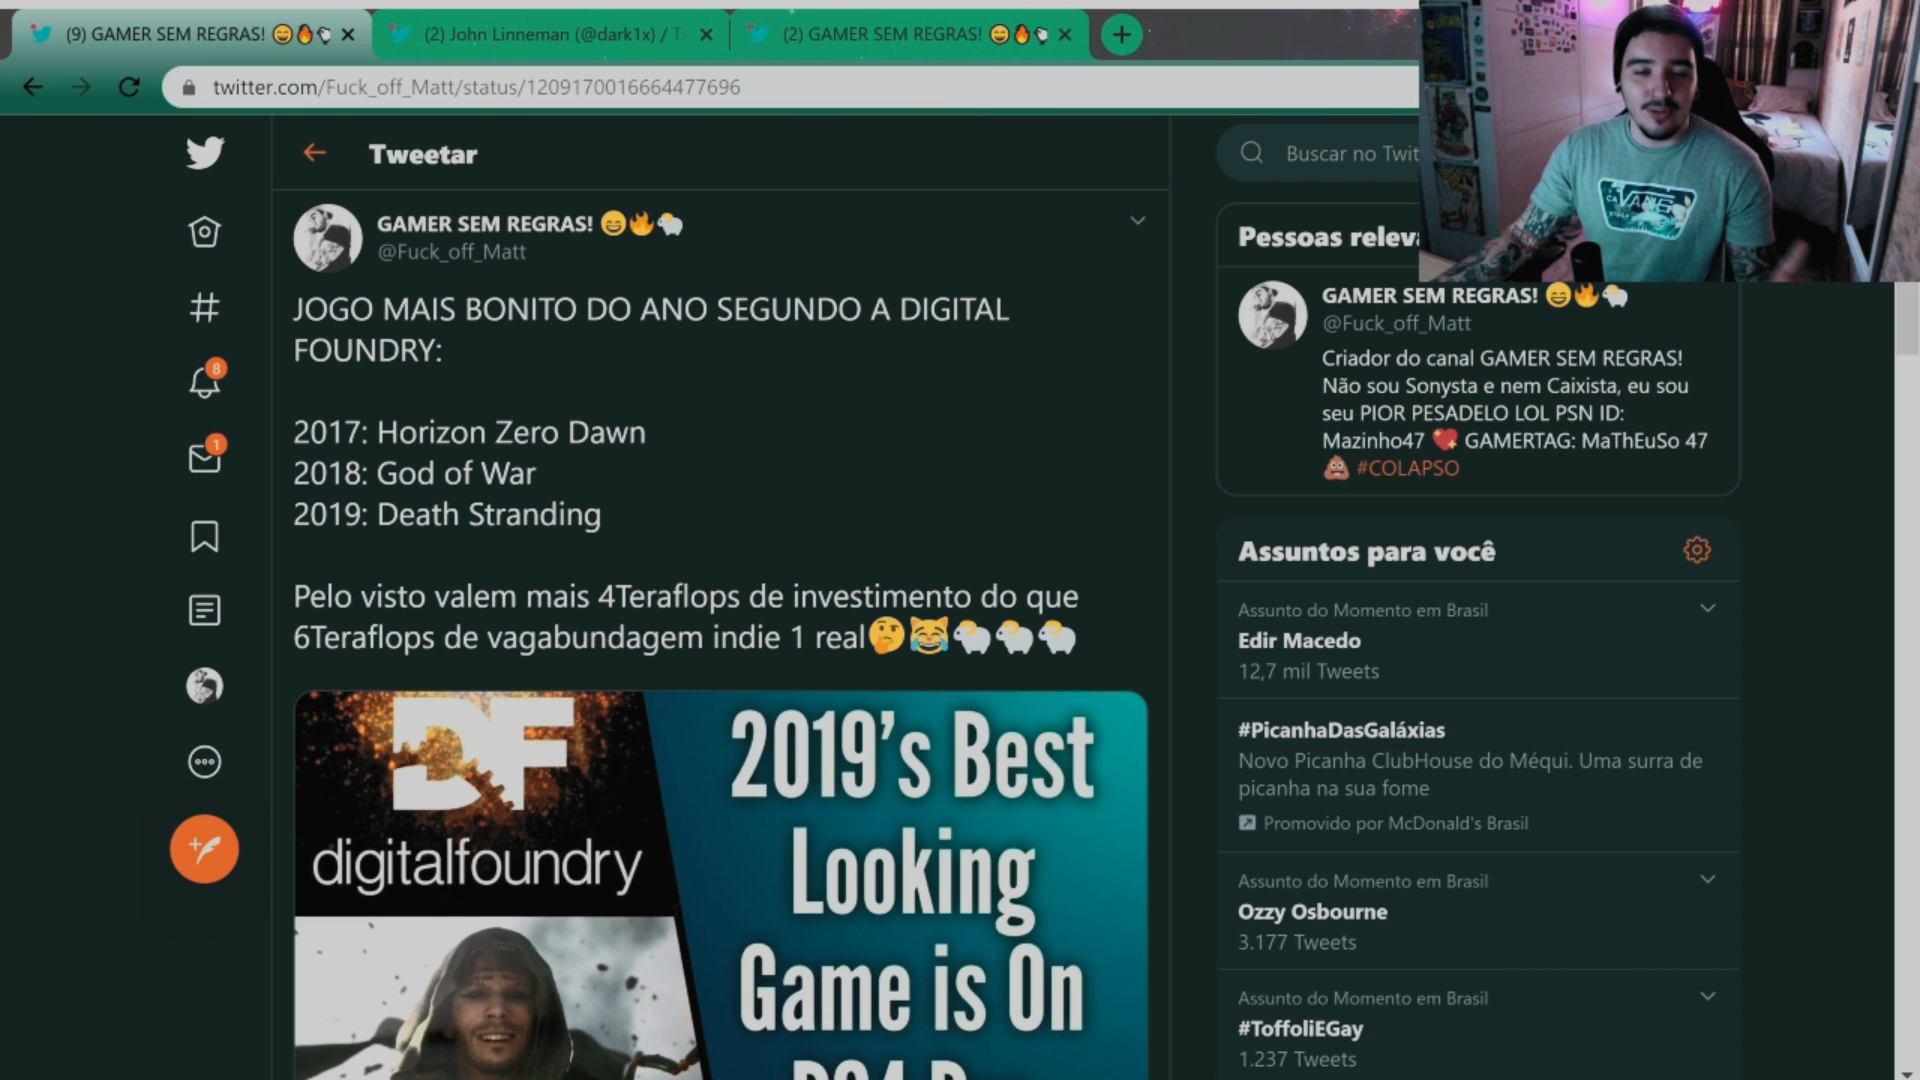 (9) GAMER SEM REGRAS! 😄🔥🐑
(2) John Linneman (@dark1x) / Tw
(2) GAMER SEM REGRAS! 😄🔥🐑
twitter.com/Fuck_off_Matt/status/1209170016664477696
Tweetar
GAMER SEM REGRAS! 😄🔥🐑
@Fuck_off_Matt
JOGO MAIS BONITO DO ANO SEGUNDO A DIGITAL
FOUNDRY:
2017: Horizon Zero Dawn
2018: God of War
2019: Death Stranding
Pelo visto valem mais 4Teraflops de investimento do que
6Teraflops de vagabundagem indie 1 real🤔😹🐑🐑🐑
DF
digitalfoundry
2019's Best
Looking
Game is On
8
1
Buscar no Twit
VANS
Pessoas releva
GAMER SEM REGRAS! 😄🔥🐑
@Fuck_off_Matt
Criador do canal GAMER SEM REGRAS!
Não sou Sonysta e nem Caixista, eu sou
seu PIOR PESADELO LOL PSN ID:
Mazinho47 💖 GAMERTAG: MaThEuSo 47
💩 #COLAPSO
Assuntos para você
Assunto do Momento em Brasil
Edir Macedo
12,7 mil Tweets
#PicanhaDasGaláxias
Novo Picanha ClubHouse do Méqui. Uma surra de
picanha na sua fome
Promovido por McDonald's Brasil
Assunto do Momento em Brasil
Ozzy Osbourne
3.177 Tweets
Assunto do Momento em Brasil
#ToffoliEGay
1.237 Tweets